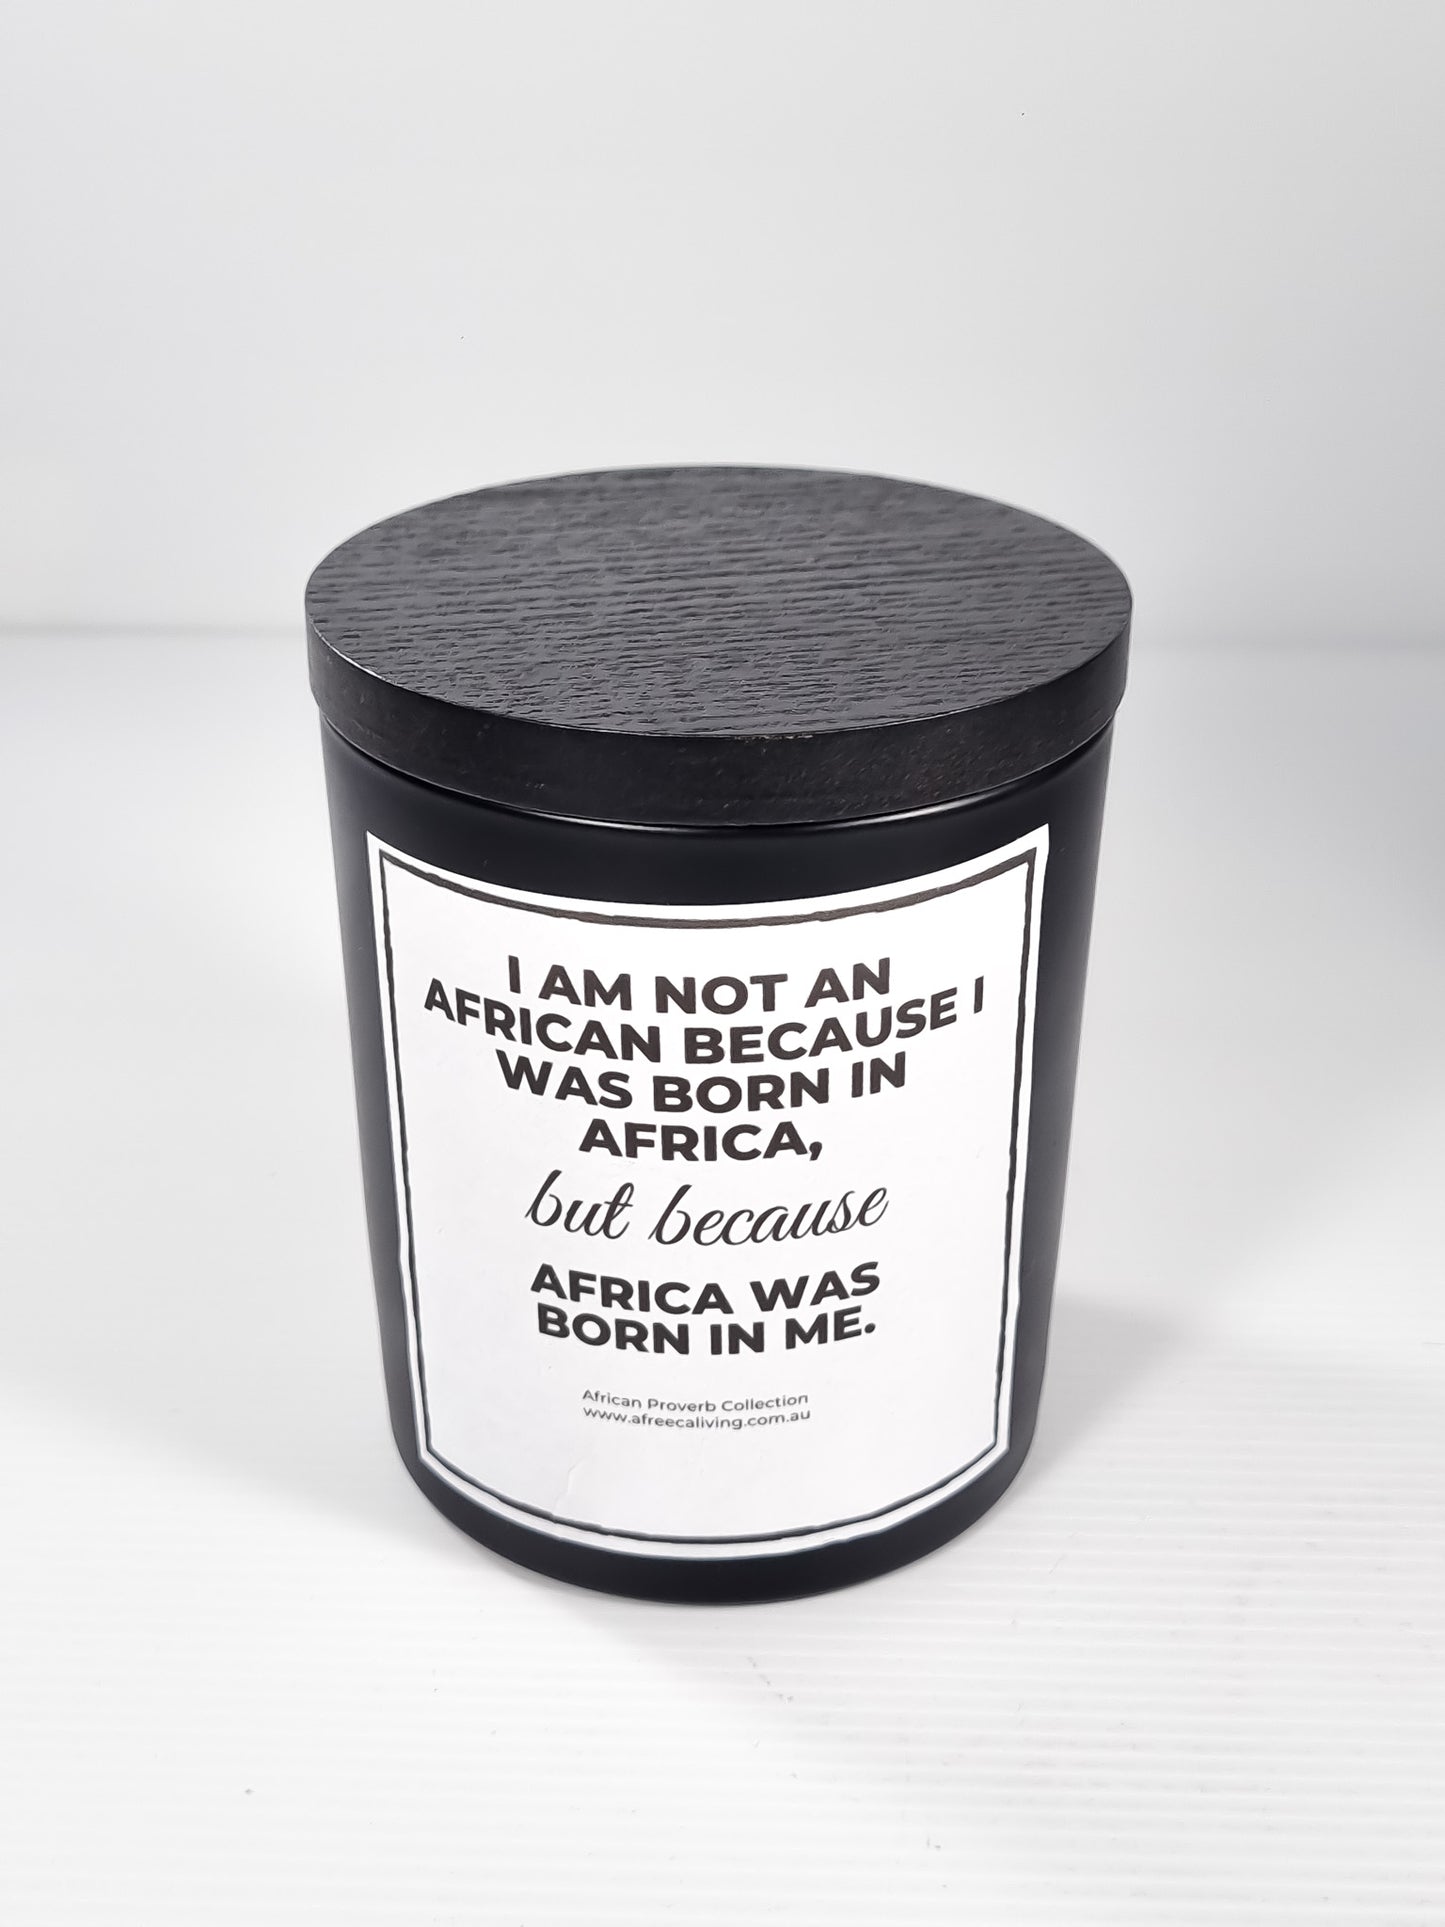 I AM NOT AN
AFRICAN BECAUSE I
WAS BORN IN
AFRICA,
but because
AFRICA WAS
BORN IN ME.
African Proverb Collection
www.afreecaliving.com.au